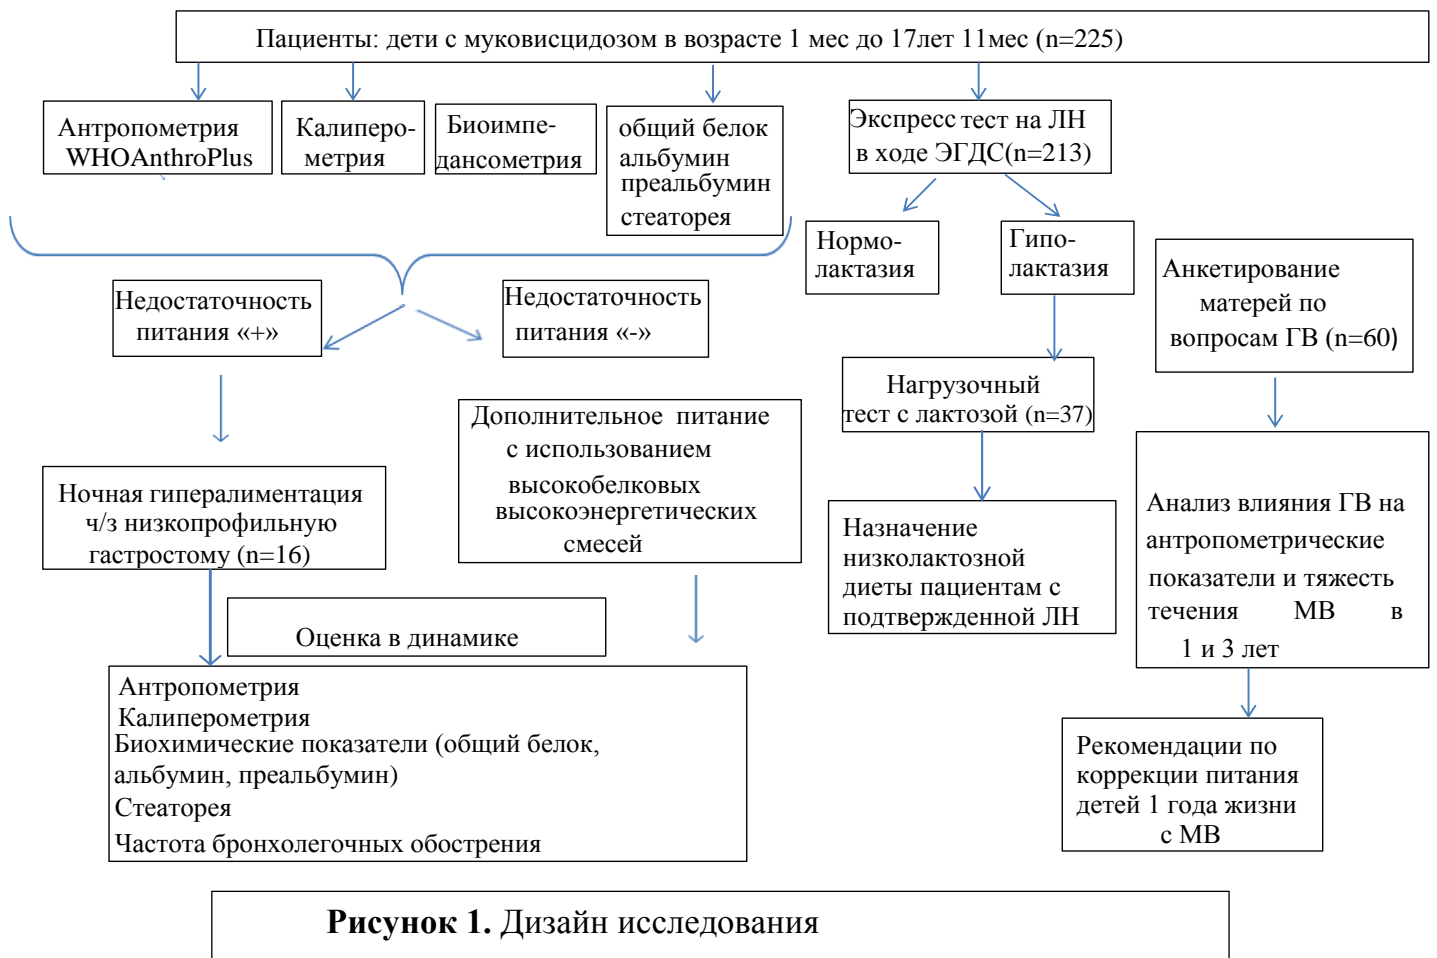 Пациенты: дети с муковисцидозом в возрасте 1 мес до 17лет 11мес (n=225)
Антропометрия
WHOAnthroPlus
Калиперо-
метрия
Биоимпе-
дансометрия
общий белок
альбумин
преальбумин
стеаторея
Экспресс тест на ЛН
в ходе ЭГДС(n=213)
Нормо-
лактазия
Гипо-
лактазия
Анкетирование
матерей по
вопросам ГВ (n=60)
Недостаточность
питания «+»
Недостаточность
питания «-»
Нагрузочный
тест с лактозой (n=37)
Дополнительное питание
с использованием
высокобелковых
высокоэнергетических
смесей
Ночная гипералиментация
ч/з низкопрофильную
гастростому (n=16)
Назначение
низколактозной
диеты пациентам с
подтвержденной ЛН
Анализ влияния ГВ на
антропометрические
показатели и тяжесть
течения МВ в
1 и 3 лет
Оценка в динамике
Антропометрия
Калиперометрия
Биохимические показатели (общий белок,
альбумин, преальбумин)
Стеаторея
Частота бронхолегочных обострения
Рекомендации по
коррекции питания
детей 1 года жизни
с МВ
Рисунок 1. Дизайн исследования